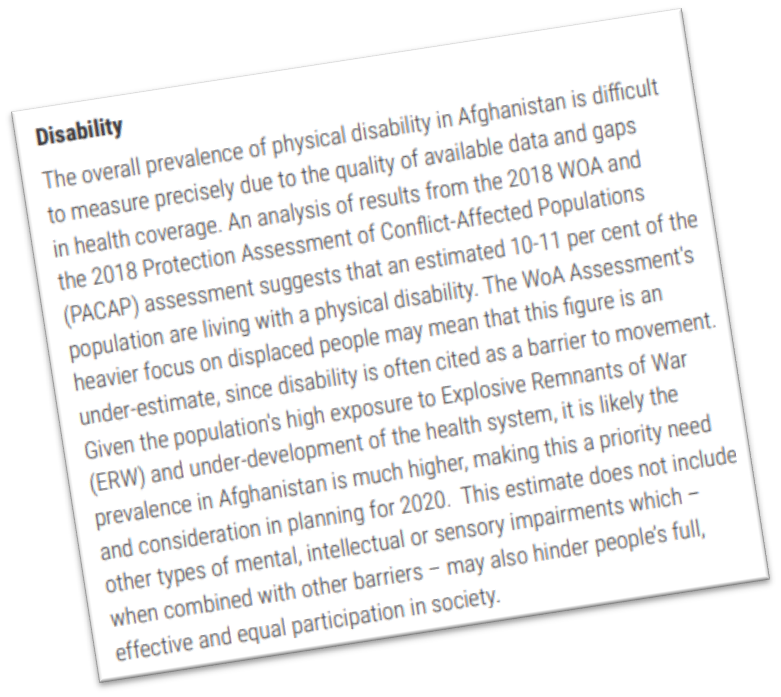 Disability
The overall prevalence of physical disability in Afghanistan is difficult
to measure precisely due to the quality of available data and gaps
in health coverage. An analysis of results from the 2018 WOA and
the 2018 Protection Assessment of Conflict-Affected Populations
(PACAP) assessment suggests that an estimated 10-11 per cent of the
population are living with a physical disability. The WoA Assessment's
heavier focus on displaced people may mean that this figure is an
under-estimate, since disability is often cited as a barrier to movement.
Given the population's high exposure to Explosive Remnants of War
(ERW) and under-development of the health system, it is likely the
prevalence in Afghanistan is much higher, making this a priority need
and consideration in planning for 2020.  This estimate does not include
other types of mental, intellectual or sensory impairments which –
when combined with other barriers – may also hinder people's full,
effective and equal participation in society.